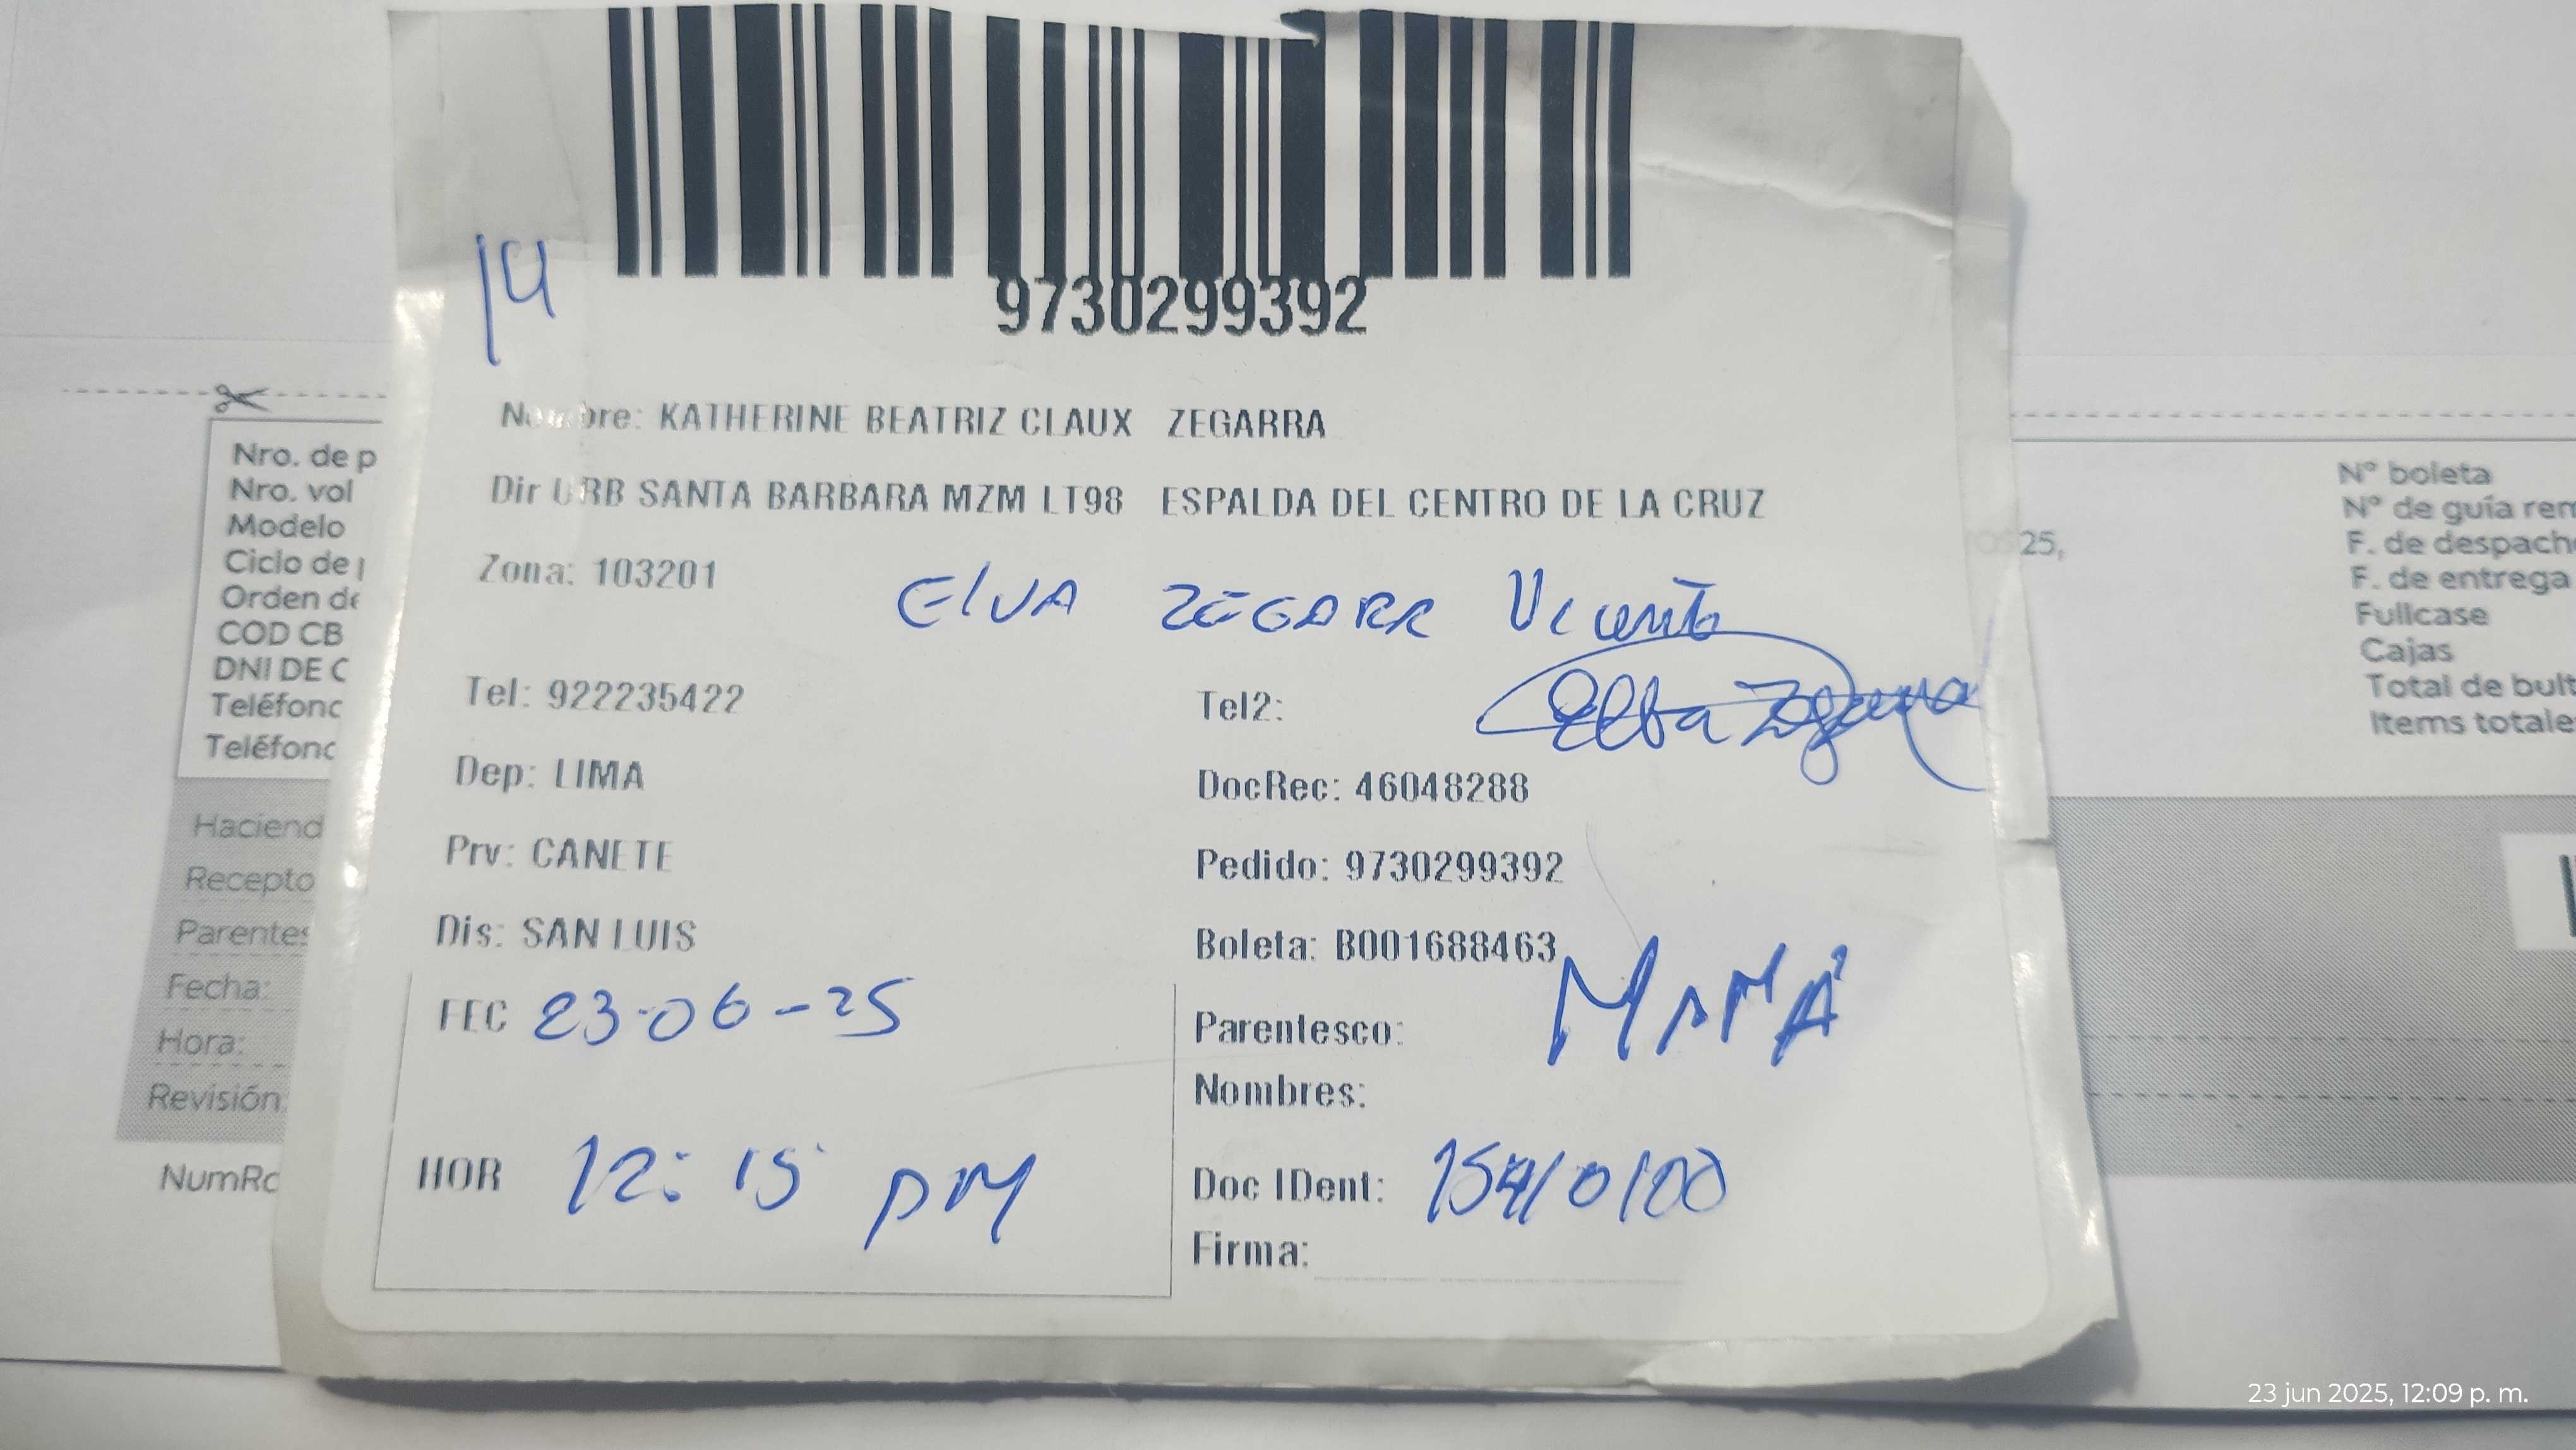 9730299392
14
Nombre: KATHERINE BEATRIZ CLAUX ZEGARRA
Dir URB SANTA BARBARA MZM LT98 ESPALDA DEL CENTRO DE LA CRUZ
Zona: 103201
ElVA ZEGARR Vicente
Tel: 922235422
Tel2:
Elba Zegarra
Dep: LIMA
DocRec: 46048288
Prv: CANETE
Pedido: 9730299392
Dis: SAN LUIS
Boleta: B001688463
FEC 23-06-25
Parentesco: MAMÁ
Nombres:
HOR 12:15 PM
Doc IDent: 15410100
Firma:
Nro. de p
Nro. vol
Modelo
Ciclo de
Orden de
COD CB
DNI DE C
Teléfono
Teléfono
Haciend
Recepto
Parentes
Fecha:
Hora:
Revisión
NumRo
25,
N° boleta
N° de guía rem
F. de despacho
F. de entrega
Fullcase
Cajas
Total de bult
Items totale
23 jun 2025, 12:09 p. m.